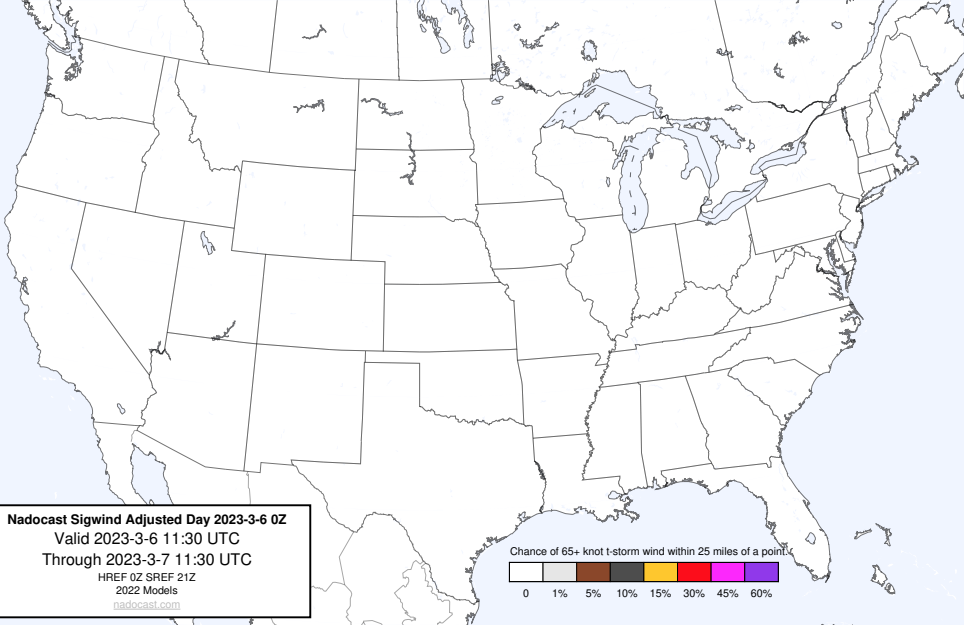 Nadocast Sigwind Adjusted Day 2023-3-6 0Z
Valid 2023-3-6 11:30 UTC
Through 2023-3-7 11:30 UTC
HREF 0Z SREF 21Z
2022 Models
nadocast.com
Chance of 65+ knot t-storm wind within 25 miles of a point.
0 1% 5% 10% 15% 30% 45% 60%